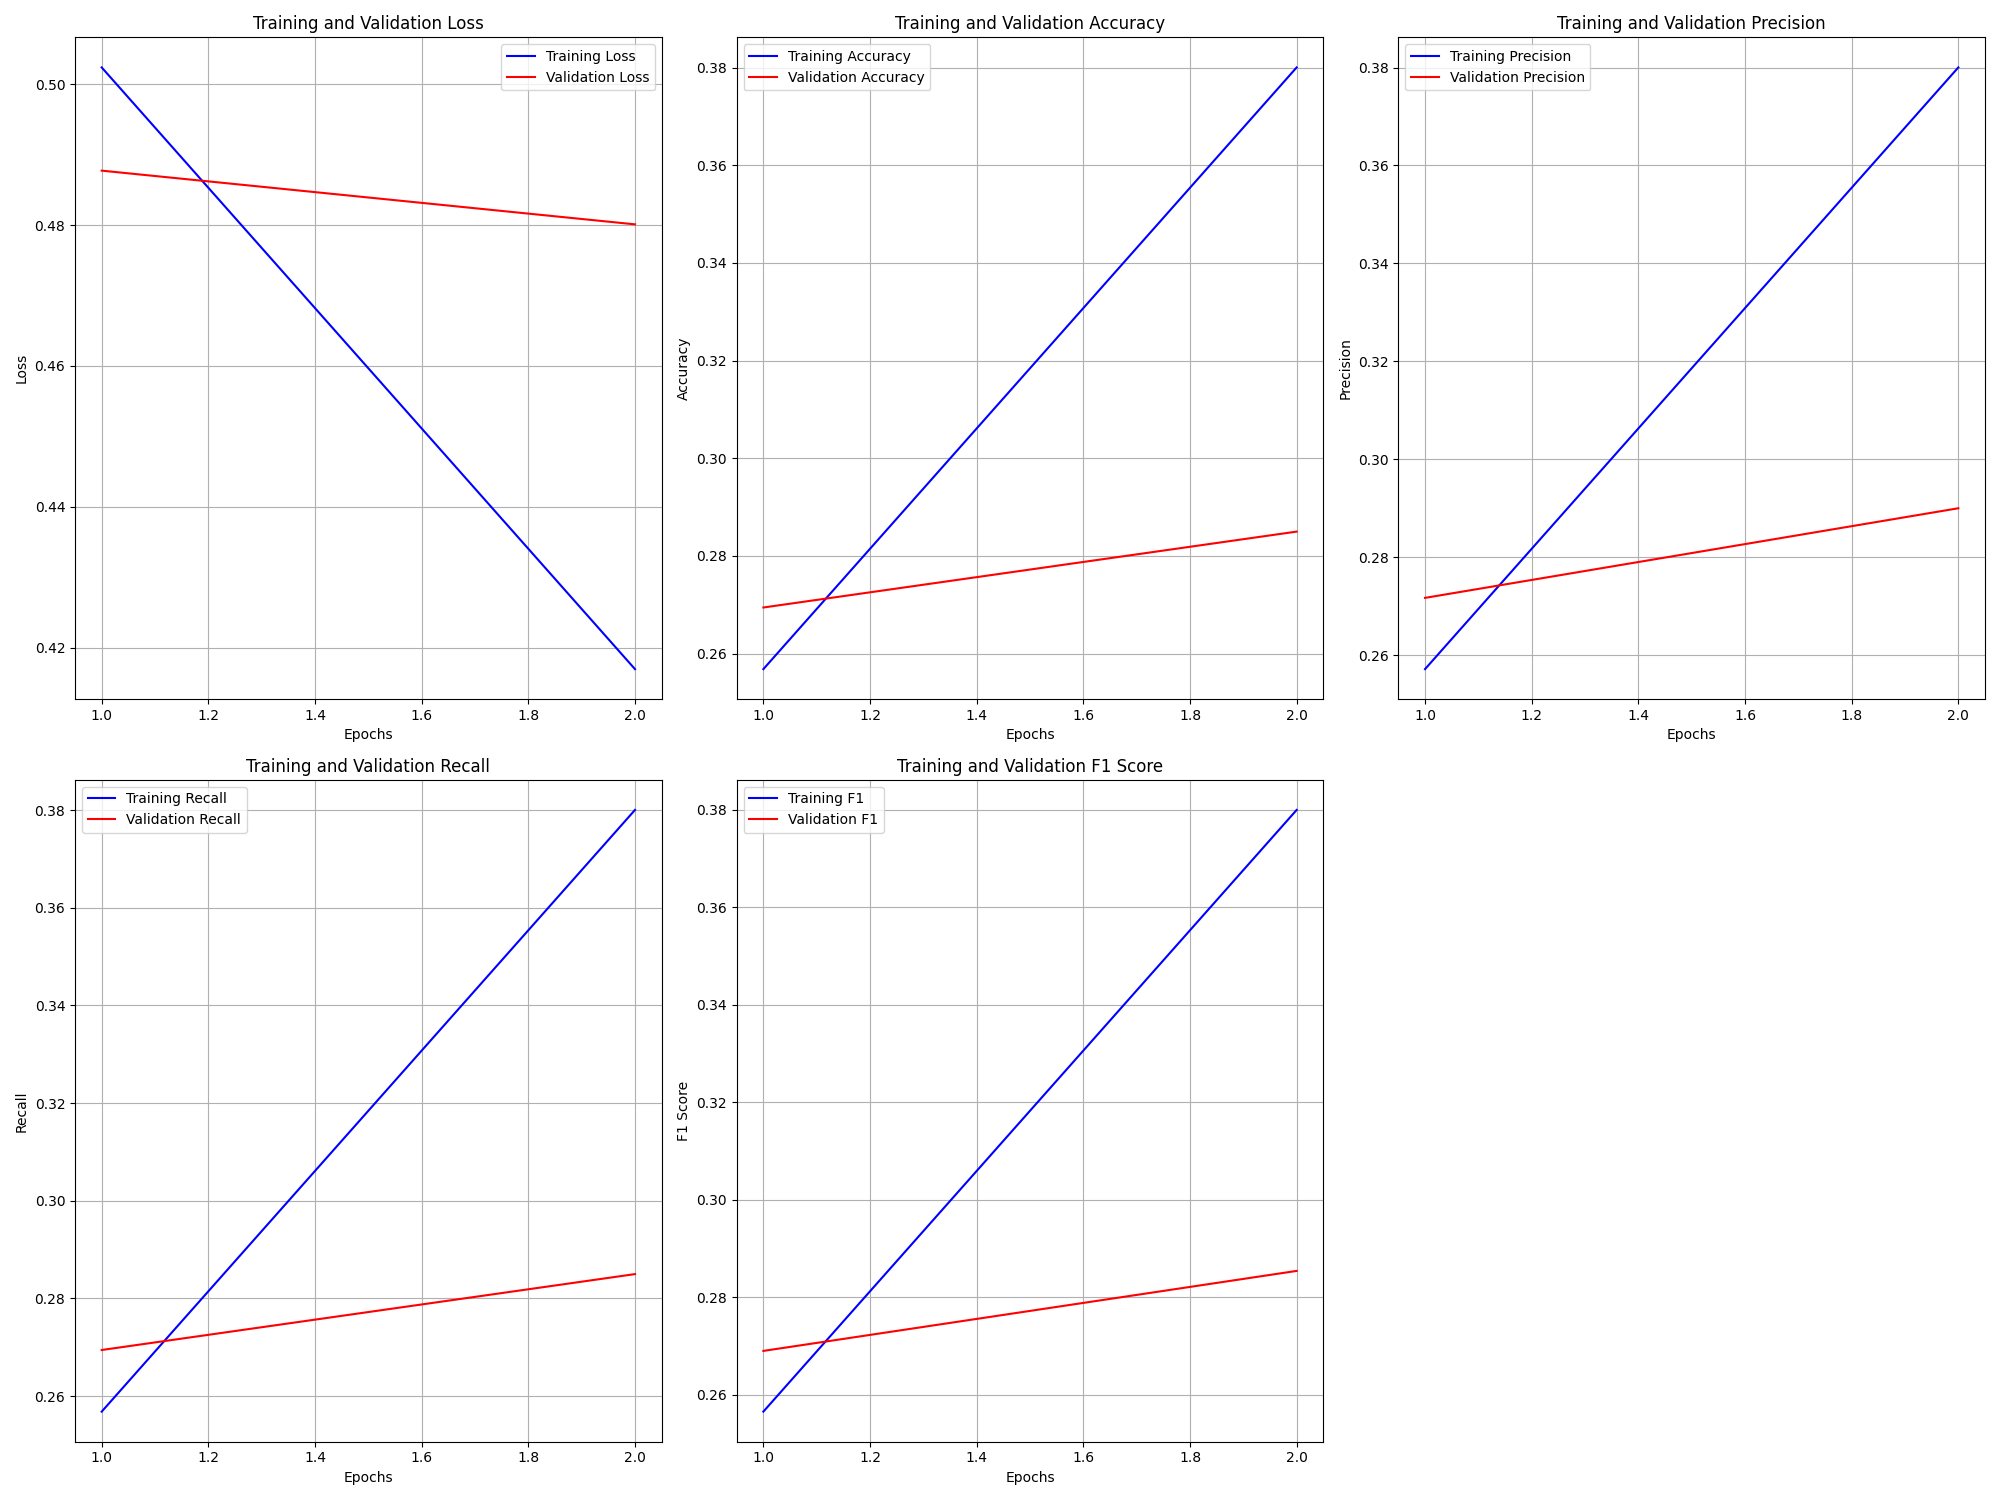 Training and Validation Loss
Training Loss
Validation Loss
0.50
0.48
0.46
0.44
0.42
Loss
1.0 1.2 1.4 1.6 1.8 2.0
Epochs
Training and Validation Accuracy
Training Accuracy
Validation Accuracy
0.38
0.36
0.34
0.32
0.30
0.28
0.26
Accuracy
1.0 1.2 1.4 1.6 1.8 2.0
Epochs
Training and Validation Precision
Training Precision
Validation Precision
0.38
0.36
0.34
0.32
0.30
0.28
0.26
Precision
1.0 1.2 1.4 1.6 1.8 2.0
Epochs
Training and Validation Recall
Training Recall
Validation Recall
0.38
0.36
0.34
0.32
0.30
0.28
0.26
Recall
1.0 1.2 1.4 1.6 1.8 2.0
Epochs
Training and Validation F1 Score
Training F1
Validation F1
0.38
0.36
0.34
0.32
0.30
0.28
0.26
F1 Score
1.0 1.2 1.4 1.6 1.8 2.0
Epochs